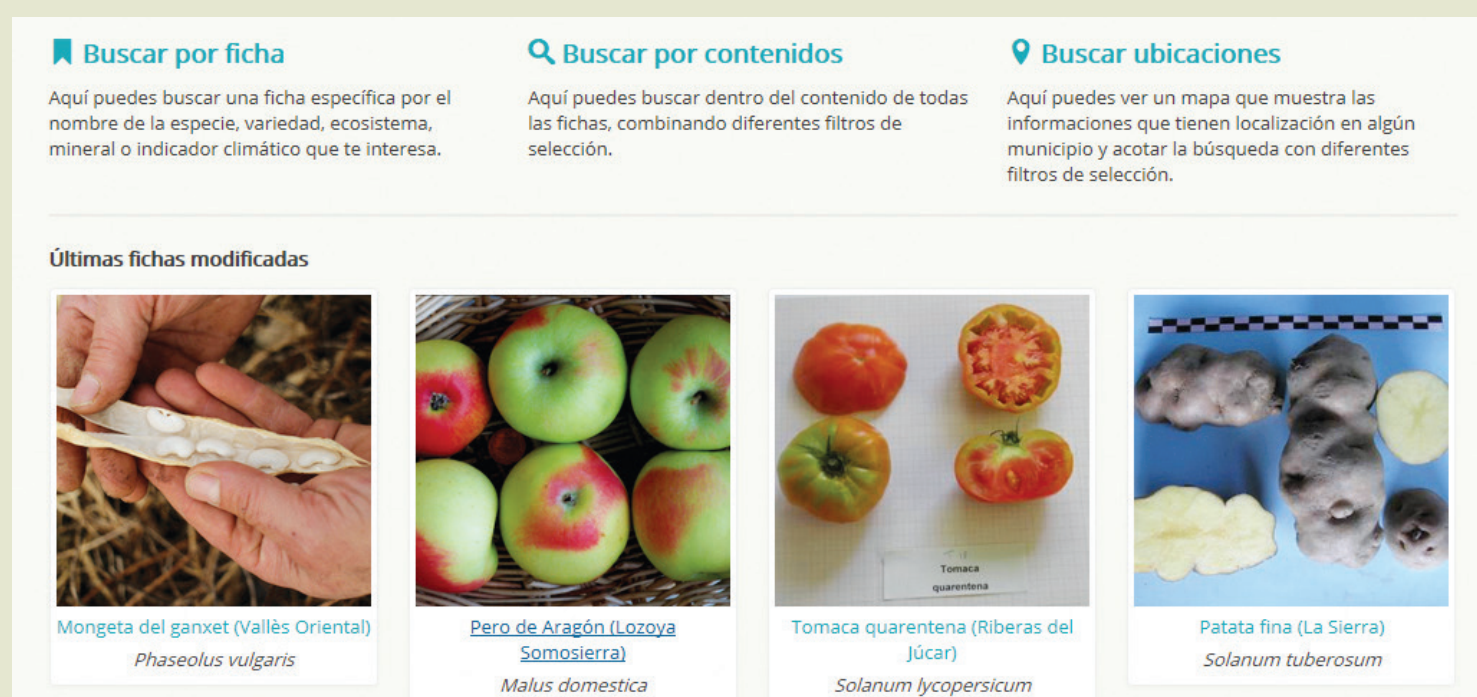 Buscar por ficha
Aquí puedes buscar una ficha específica por el
nombre de la especie, variedad, ecosistema,
mineral o indicador climático que te interesa.
Buscar por contenidos
Aquí puedes buscar dentro del contenido de todas
las fichas, combinando diferentes filtros de
selección.
Buscar ubicaciones
Aquí puedes ver un mapa que muestra las
informaciones que tienen localización en algún
municipio y acotar la búsqueda con diferentes
filtros de selección.
Últimas fichas modificadas
Mongeta del ganxet (Vallès Oriental)
Phaseolus vulgaris
Pero de Aragón (Lozoya
Somosierra)
Malus domestica
Tomaca
quarentena
Tomaca quarentena (Riberas del
Júcar)
Solanum lycopersicum
Patata fina (La Sierra)
Solanum tuberosum